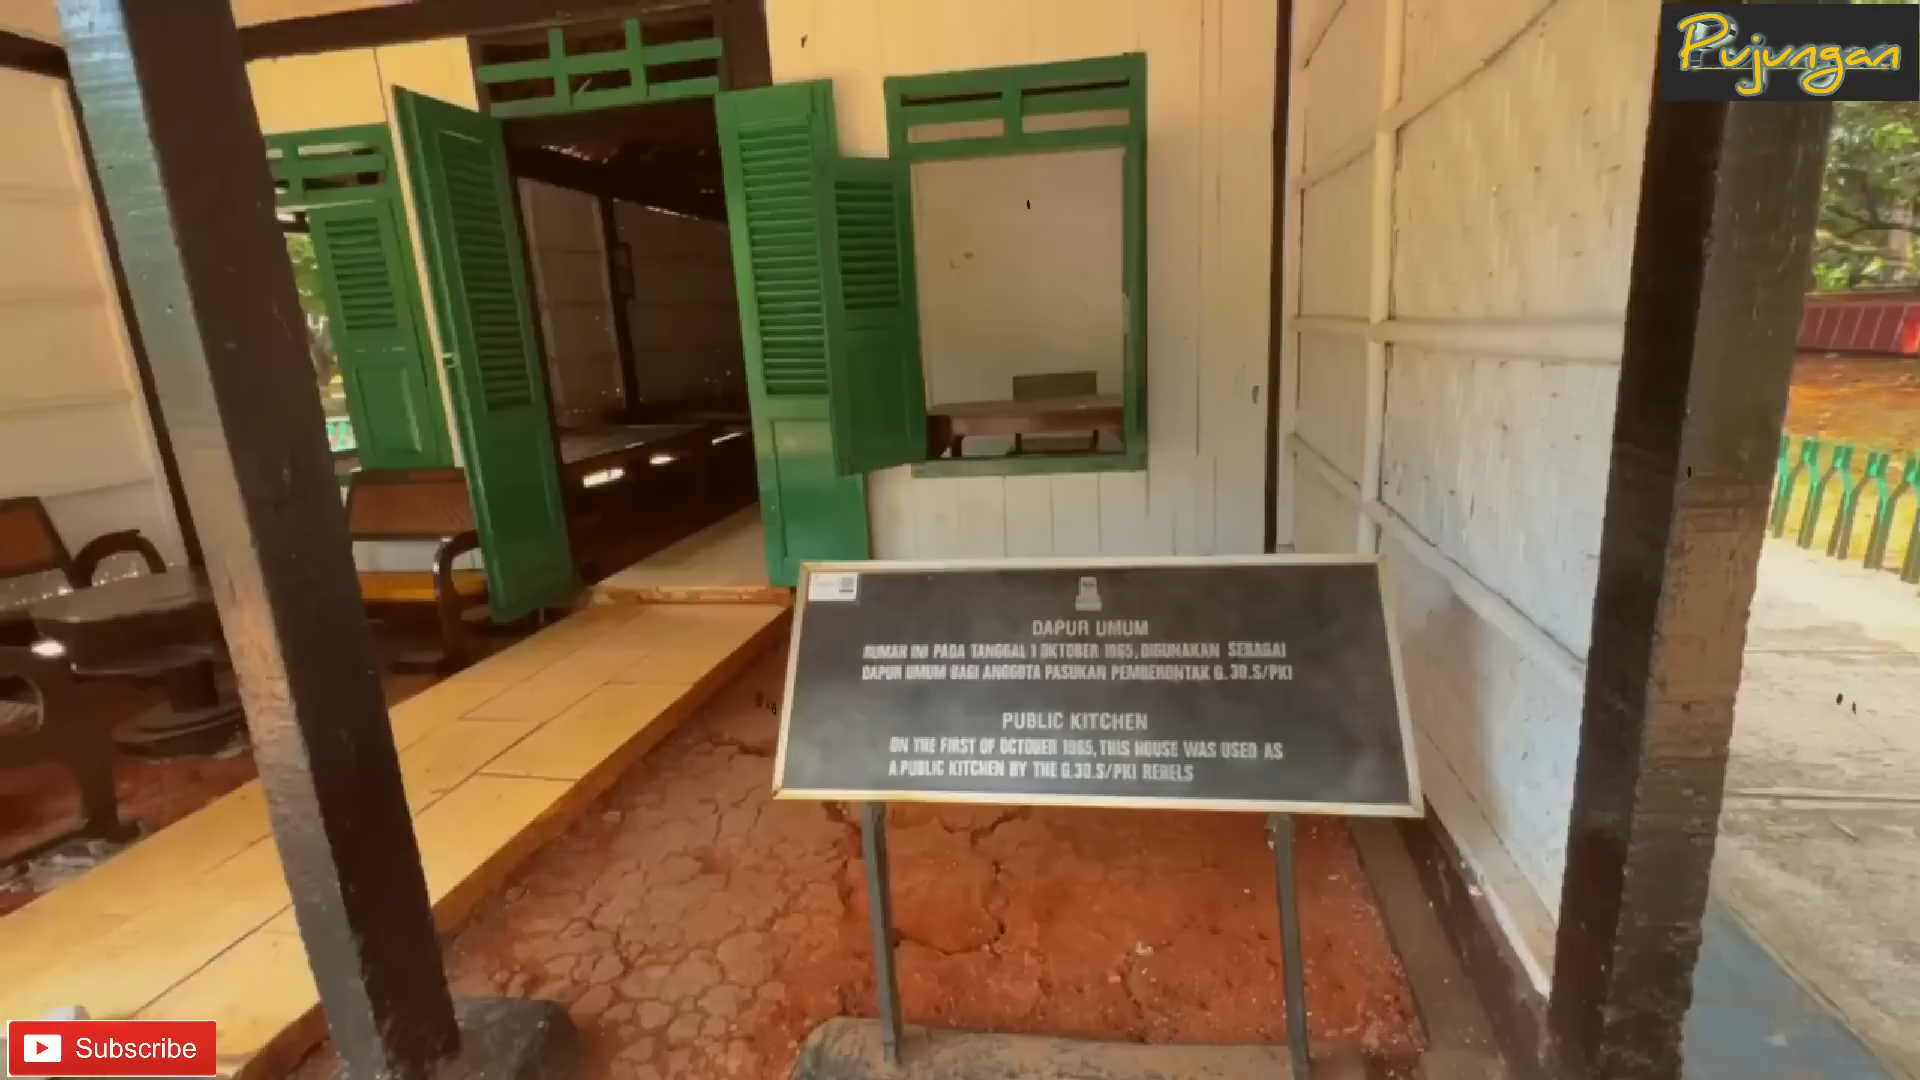 Pujungan
DAPUR UMUM
RUMAH INI PADA TANGGAL 1 OKTOBER 1965, DIGUNAKAN SEBAGAI
DAPUR UMUM BAGI ANGGOTA PASUKAN PEMBERONTAK G.30.S/PKI
PUBLIC KITCHEN
ON THE FIRST OF OCTOBER 1965, THIS HOUSE WAS USED AS
A PUBLIC KITCHEN BY THE G.30.S/PKI REBELS
Subscribe